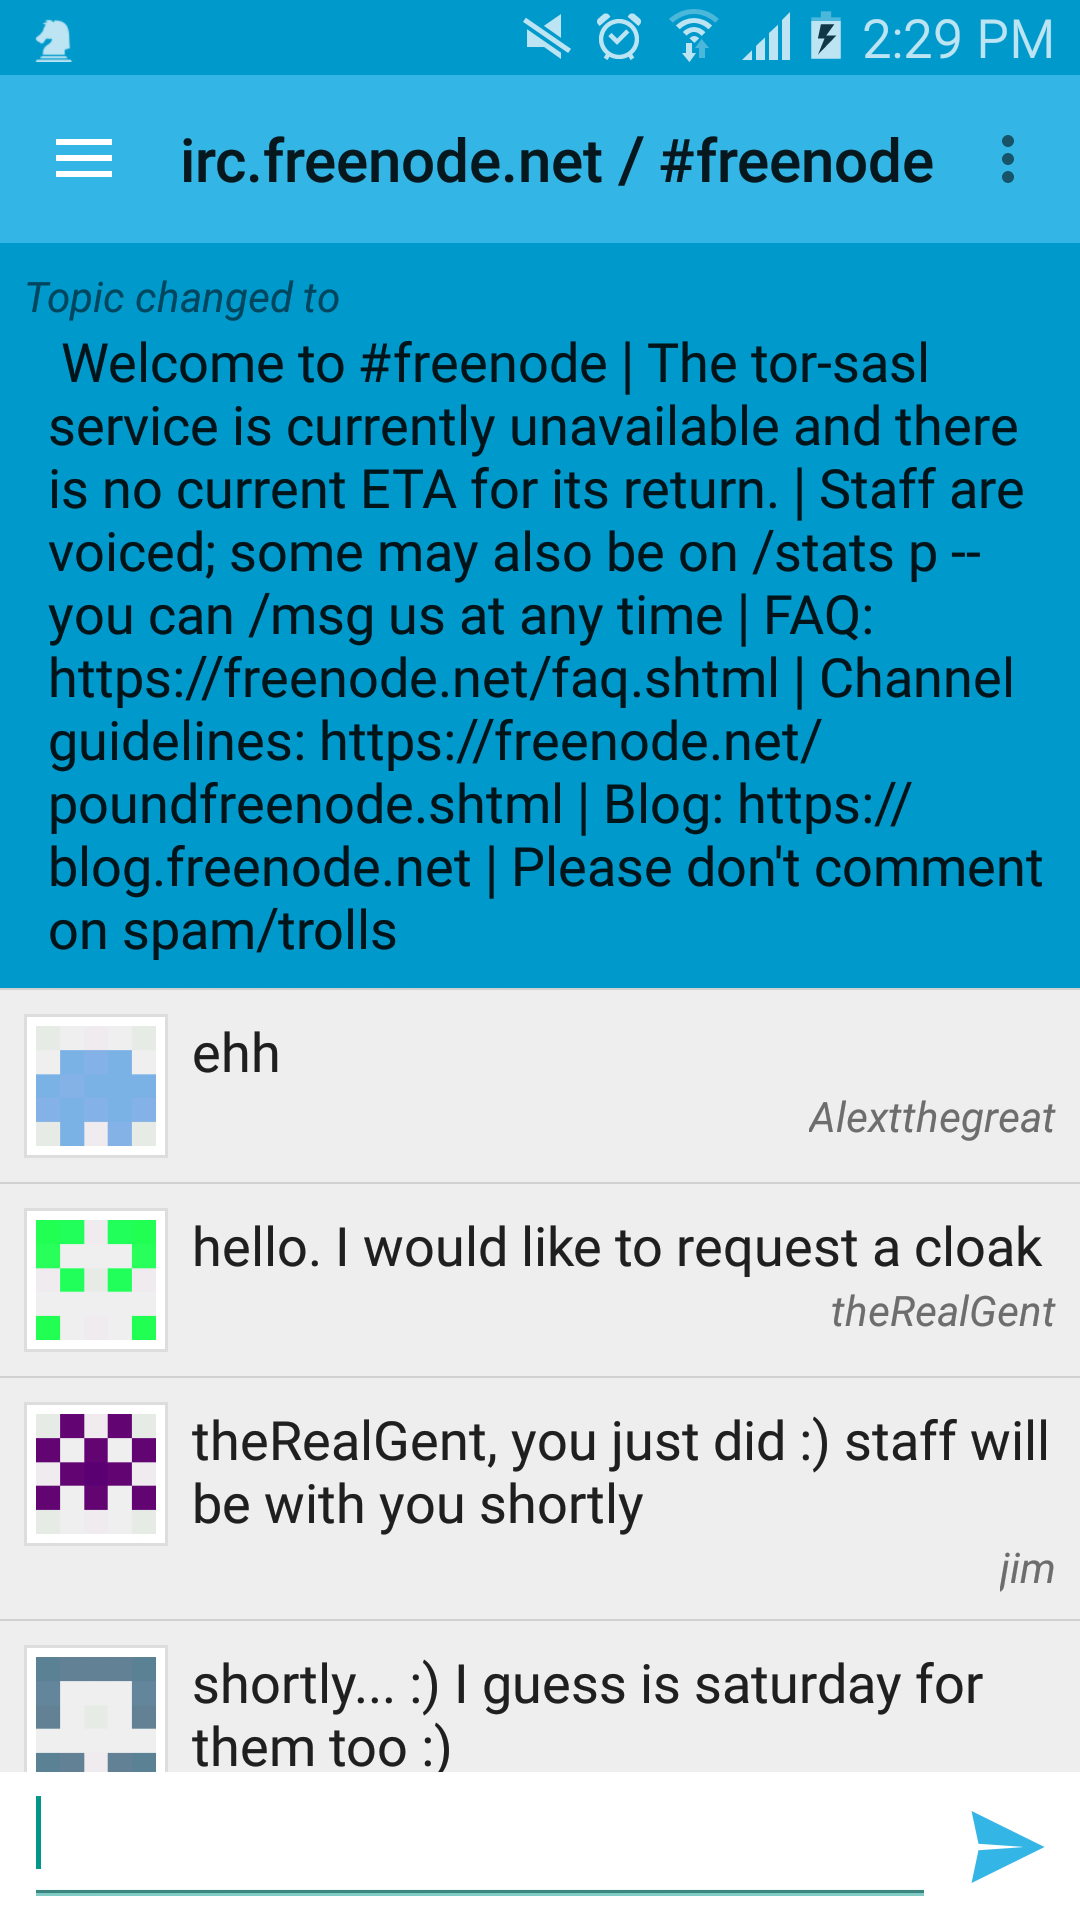 2:29 PM
irc.freenode.net / #freenode
Topic changed to
Welcome to #freenode | The tor-sasl
service is currently unavailable and there
is no current ETA for its return. | Staff are
voiced; some may also be on /stats p --
you can /msg us at any time | FAQ:
https://freenode.net/faq.shtml | Channel
guidelines: https://freenode.net/
poundfreenode.shtml | Blog: https://
blog.freenode.net | Please don't comment
on spam/trolls
ehh
Alextthegreat
hello. I would like to request a cloak
theRealGent
theRealGent, you just did :) staff will
be with you shortly
jim
shortly... :) I guess is saturday for
them too :)